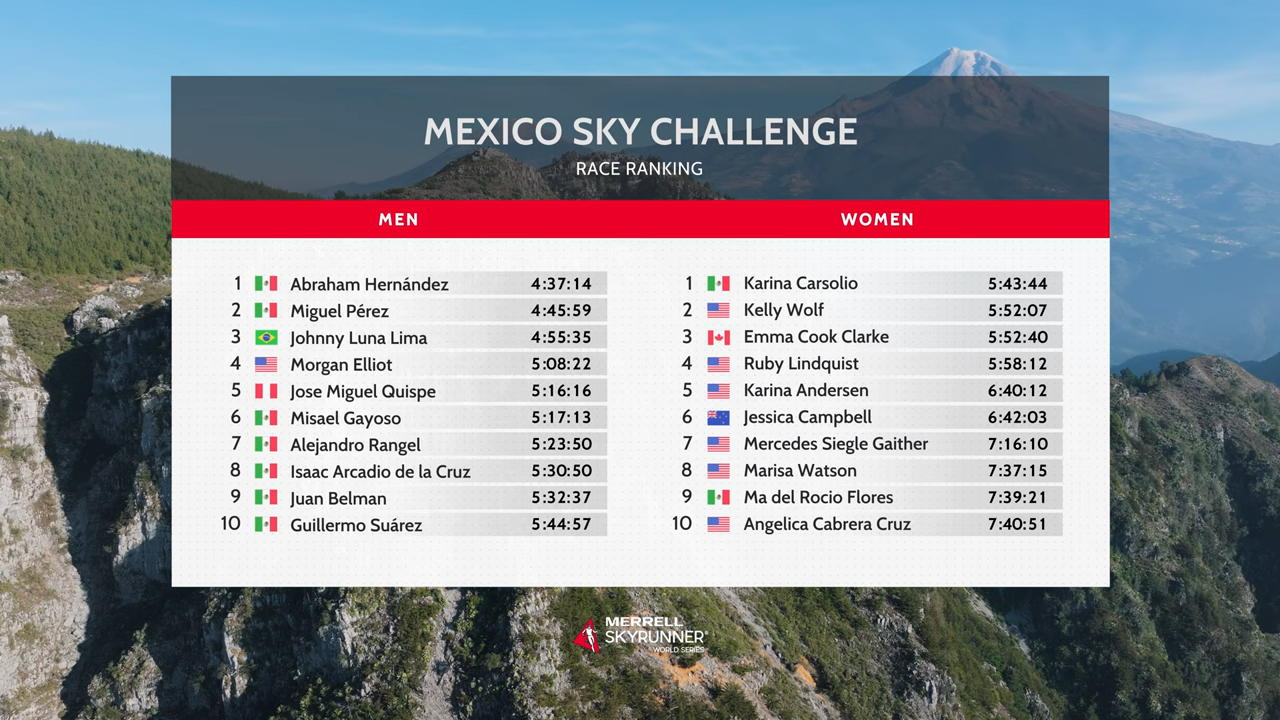 MEXICO SKY CHALLENGE
RACE RANKING
MEN
1 Abraham Hernández 4:37:14
2 Miguel Pérez 4:45:59
3 Johnny Luna Lima 4:55:35
4 Morgan Elliot 5:08:22
5 Jose Miguel Quispe 5:16:16
6 Misael Gayoso 5:17:13
7 Alejandro Rangel 5:23:50
8 Isaac Arcadio de la Cruz 5:30:50
9 Juan Belman 5:32:37
10 Guillermo Suárez 5:44:57
WOMEN
1 Karina Carsolio 5:43:44
2 Kelly Wolf 5:52:07
3 Emma Cook Clarke 5:52:40
4 Ruby Lindquist 5:58:12
5 Karina Andersen 6:40:12
6 Jessica Campbell 6:42:03
7 Mercedes Siegle Gaither 7:16:10
8 Marisa Watson 7:37:15
9 Ma del Rocio Flores 7:39:21
10 Angelica Cabrera Cruz 7:40:51
MERRELL
SKYRUNNER®
WORLD SERIES